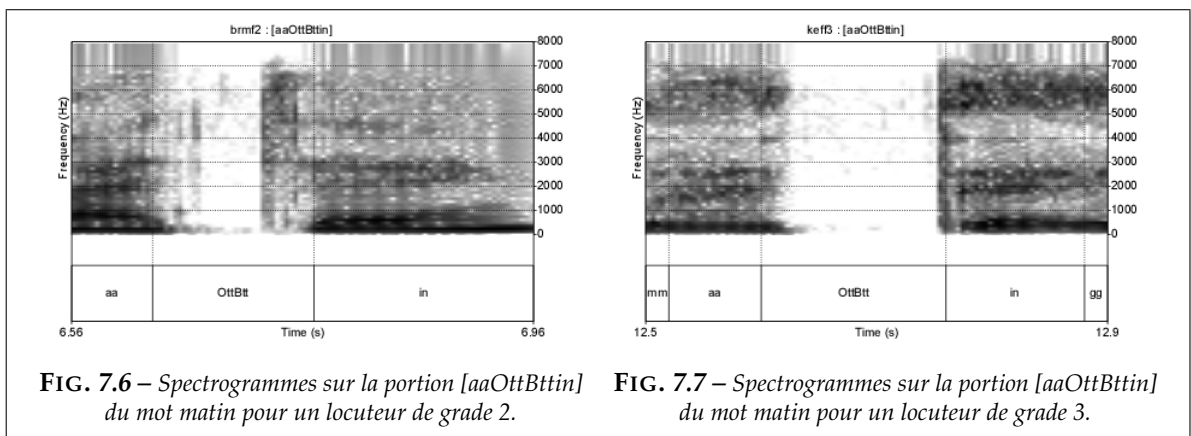 brmf2 : [aaOttBttin]
8000
7000
6000
5000
4000
3000
2000
1000
0
Frequency (Hz)
aa OttBtt in
6.56 Time (s) 6.96
FIG. 7.6 – Spectrogrammes sur la portion [aaOttBttin]
du mot matin pour un locuteur de grade 2.
keff3 : [aaOttBttin]
8000
7000
6000
5000
4000
3000
2000
1000
0
Frequency (Hz)
mm aa OttBtt in gg
12.5 Time (s) 12.9
FIG. 7.7 – Spectrogrammes sur la portion [aaOttBttin]
du mot matin pour un locuteur de grade 3.